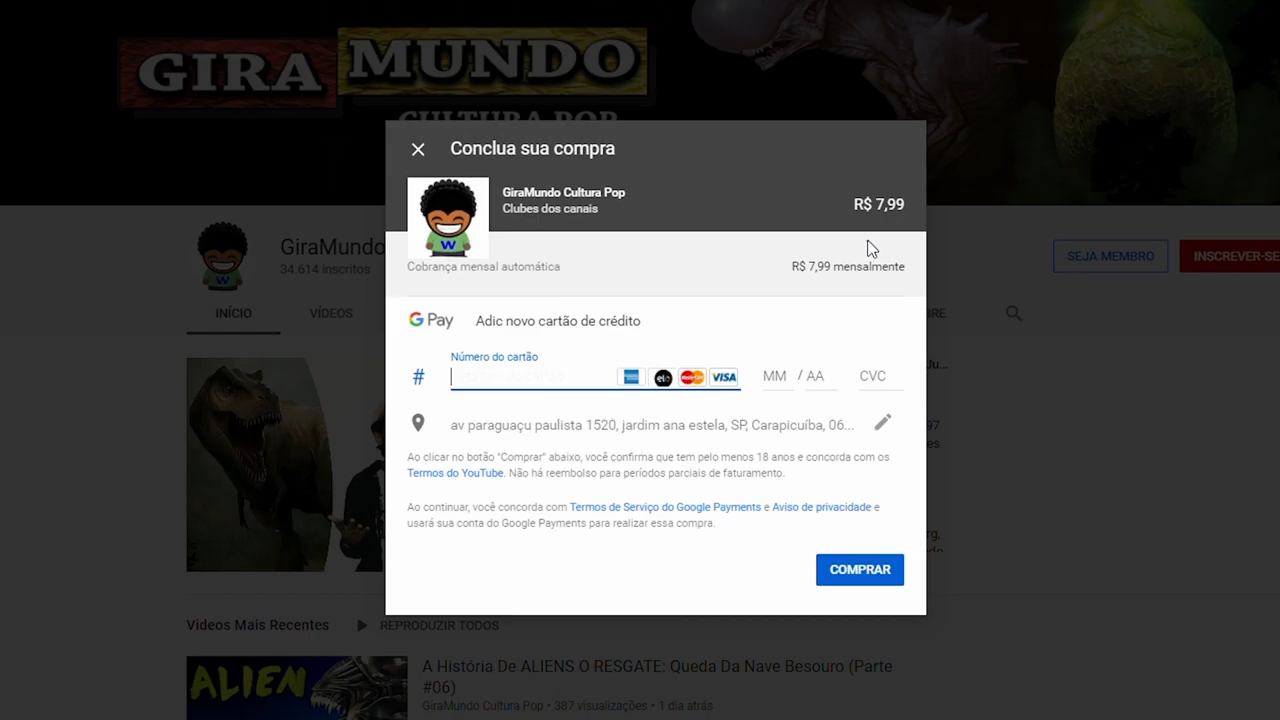 GIRA MUNDO
CULTURA POP
Conclua sua compra
GiraMundo Cultura Pop
Clubes dos canais
R$ 7,99
W
Cobrança mensal automática
R$ 7,99 mensalmente
GiraMundo
34.614 inscritos
W
SEJA MEMBRO
INSCREVER-SE
INÍCIO
VÍDEOS
BRE
G Pay
Adic novo cartão de crédito
Número do cartão
#
elo
MasterCard
VISA
MM / AA
CVC
av paraguaçu paulista 1520, jardim ana estela, SP, Carapicuíba, 06...
Ao clicar no botão "Comprar" abaixo, você confirma que tem pelo menos 18 anos e concorda com os
Termos do YouTube. Não há reembolso para períodos parciais de faturamento.
Ao continuar, você concorda com Termos de Serviço do Google Payments e Aviso de privacidade e
usará sua conta do Google Payments para realizar essa compra.
COMPRAR
Vídeos Mais Recentes
REPRODUZIR TODOS
ALIEN
A História De ALIENS O RESGATE: Queda Da Nave Besouro (Parte
#06)
GiraMundo Cultura Pop • 387 visualizações • 1 dia atrás